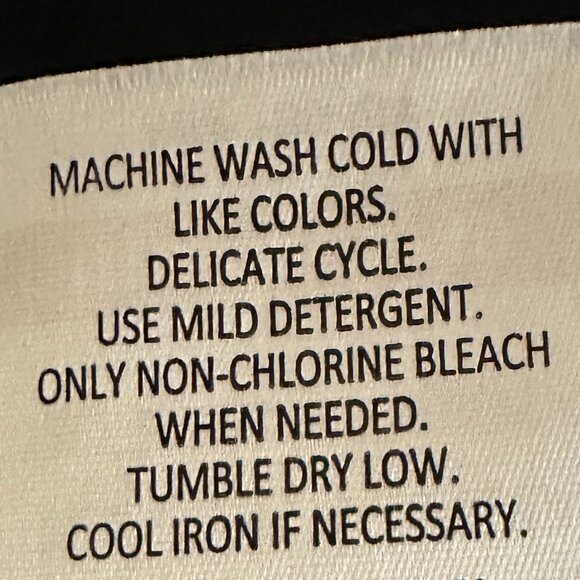 MACHINE WASH COLD WITH
LIKE COLORS.
DELICATE CYCLE.
USE MILD DETERGENT.
ONLY NON-CHLORINE BLEACH
WHEN NEEDED.
TUMBLE DRY LOW.
COOL IRON IF NECESSARY.